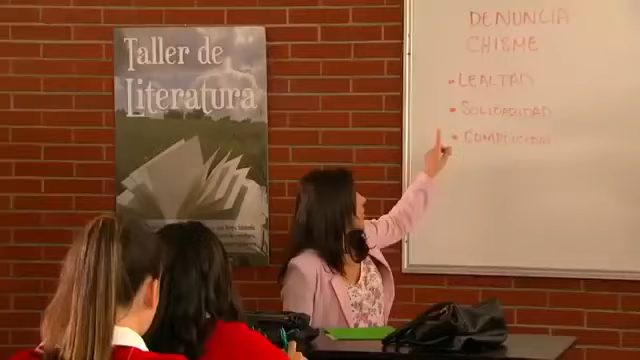 Taller de
Literatura
DENUNCIA
CHISME
- LEALTAD
• SOLIDARIDAD
• COMPLICIDAD